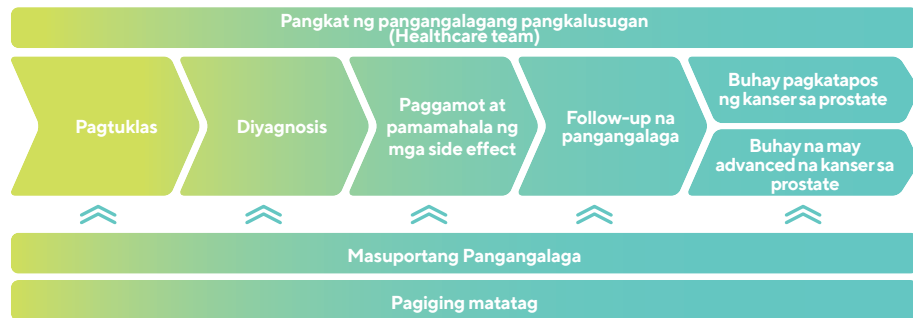 Pangkat ng pangangalagang pangkalusugan
(Healthcare team)
Pagtuklas
Diyagnosis
Paggamot at
pamamahala ng
mga side effect
Follow-up na
pangangalaga
Buhay pagkatapos
ng kanser sa prostate
Buhay na may
advanced na kanser sa
prostate
Masuportang Pangangalaga
Pagiging matatag